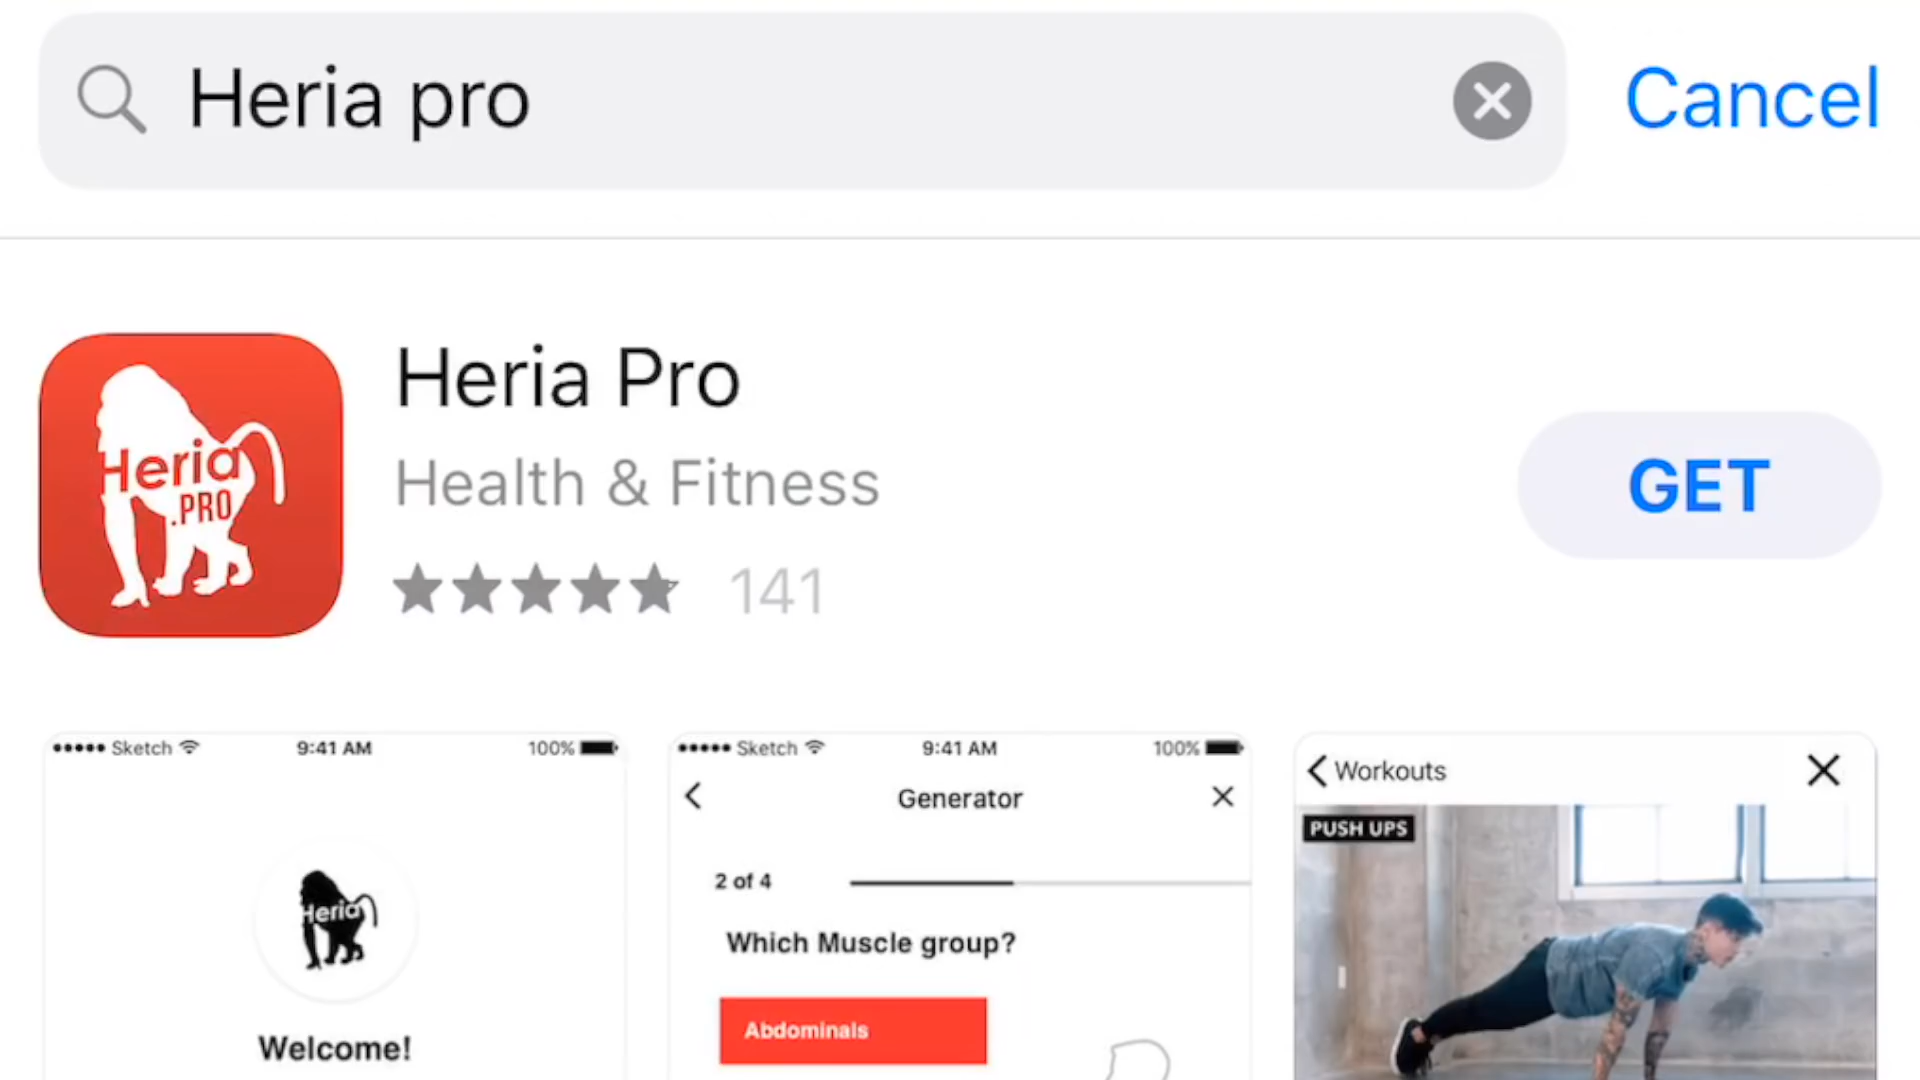 Heria pro
Cancel
Heria
.PRO
Heria Pro
Health & Fitness
141
GET
Sketch 9:41 AM 100%
Heria
Welcome!
Sketch 9:41 AM 100%
Generator
2 of 4
Which Muscle group?
Abdominals
Workouts
PUSH UPS